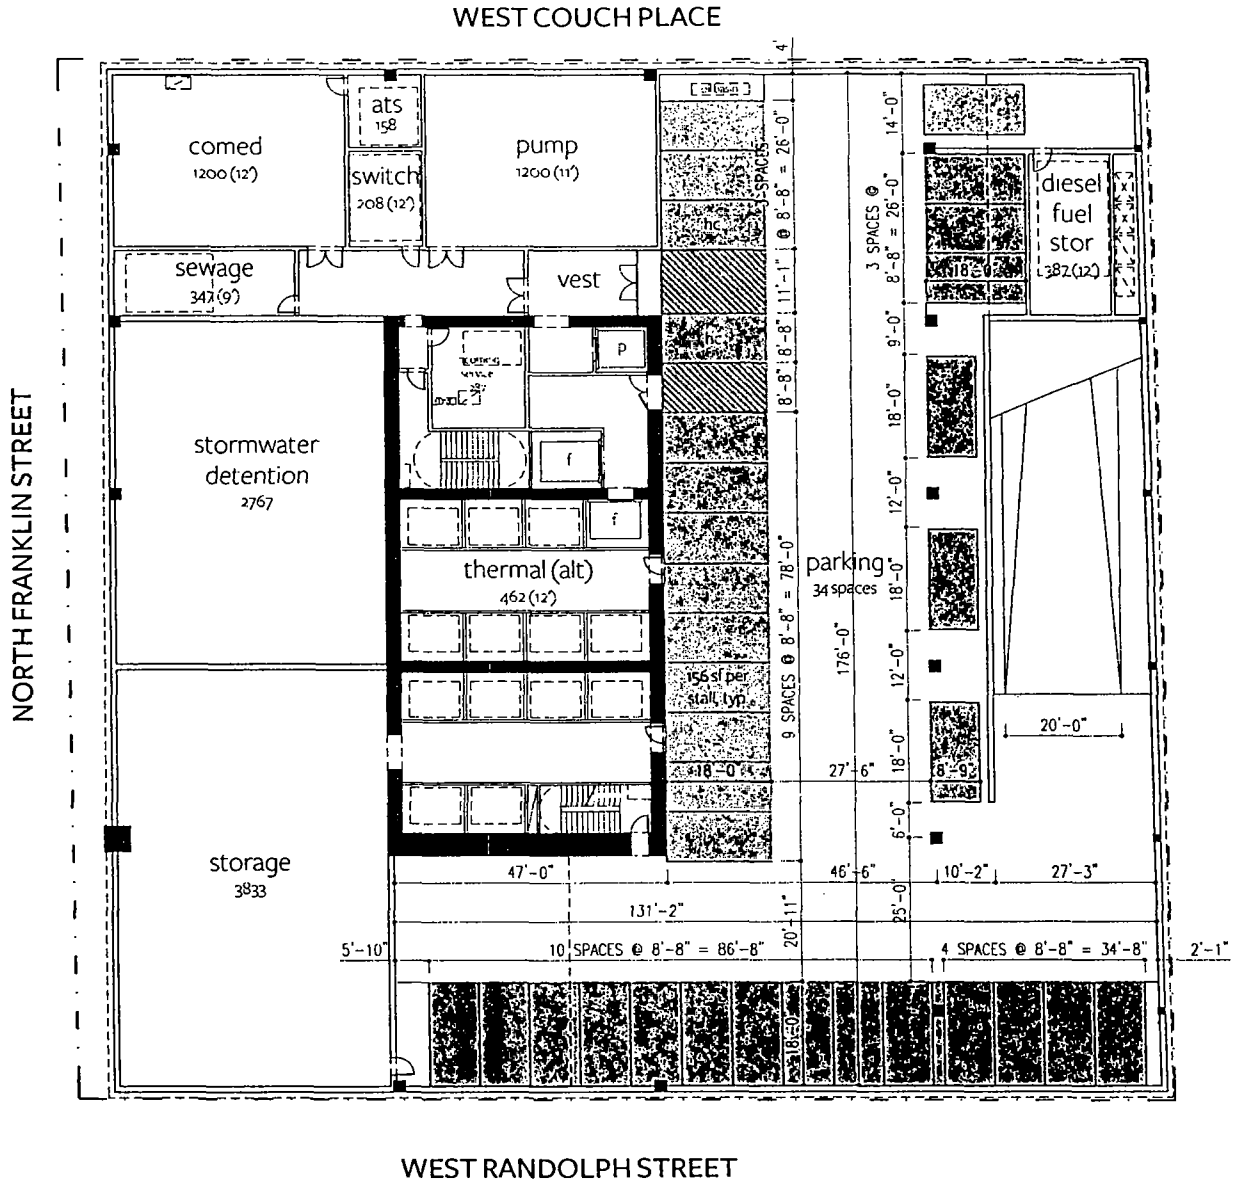 WEST COUCH PLACE
4'
ats
158
comed
1200 (12')
pump
1200 (11')
switch
208 (12')
14'-0"
3 SPACES
@ 8'-8" = 26'-0"
hc
3 SPACES @
8'-8" = 26'-0"
diesel
fuel
stor
382 (12')
18'-0"
sewage
347 (9')
vest
11'-1"
9'-0"
p
service
8'-8"
hc
8'-8"
18'-0"
NORTH FRANKLIN STREET
stormwater
detention
2767
f
12'-0"
f
thermal (alt)
462 (12')
parking
34 spaces
18'-0"
9 SPACES @ 8'-8" = 78'-0"
176'-0"
12'-0"
156 sf per
stall, typ.
20'-0"
18'-0"
18'-0"
27'-6"
8'-9"
6'-0"
storage
3833
47'-0"
46'-6"
10'-2"
27'-3"
131'-2"
20'-11"
25'-0"
5'-10"
10 SPACES @ 8'-8" = 86'-8"
4 SPACES @ 8'-8" = 34'-8"
2'-1"
18'-0"
WEST RANDOLPH STREET